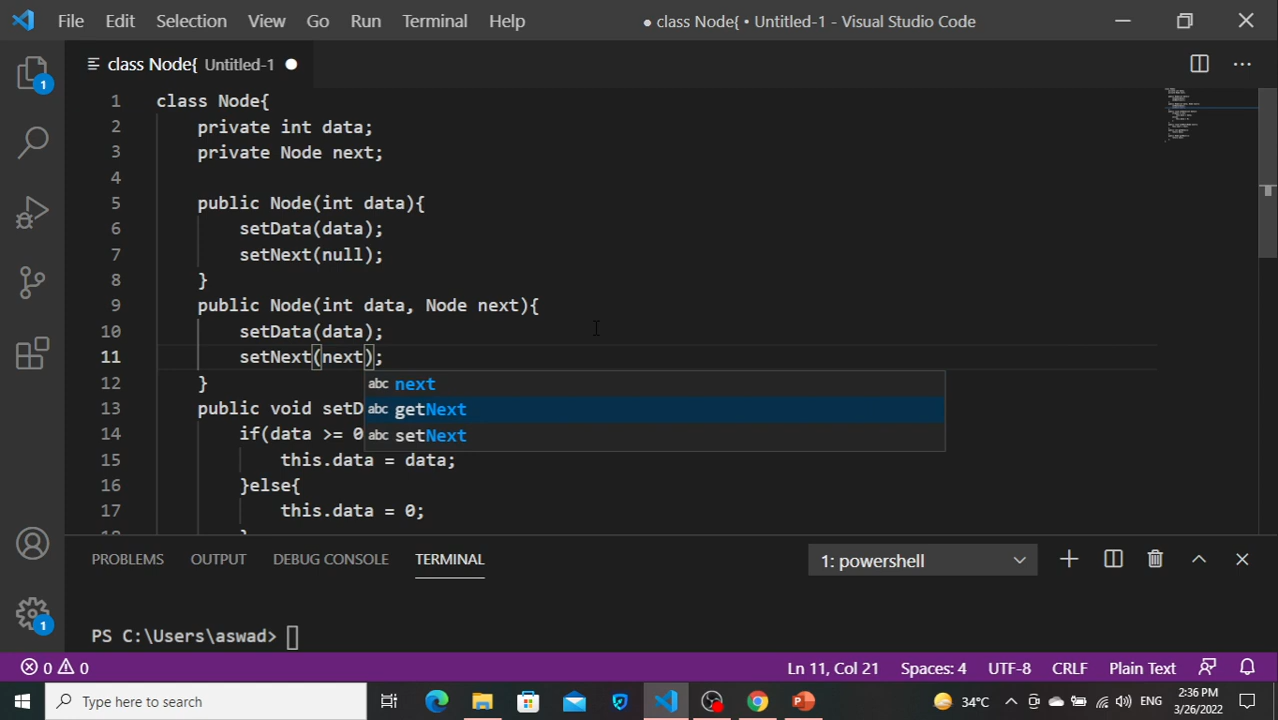 File Edit Selection View Go Run Terminal Help ● class Node{ • Untitled-1 - Visual Studio Code
class Node{ Untitled-1
1 class Node{
2 private int data;
3 private Node next;
4
5 public Node(int data){
6 setData(data);
7 setNext(null);
8 }
9 public Node(int data, Node next){
10 setData(data);
11 setNext(next);
12 }
abc next
13 public void setD
abc getNext
14 if(data >= 0
abc setNext
15 this.data = data;
16 }else{
17 this.data = 0;
18 }
PROBLEMS OUTPUT DEBUG CONSOLE TERMINAL 1: powershell
PS C:\Users\aswad>
0 0 Ln 11, Col 21 Spaces: 4 UTF-8 CRLF Plain Text
1
1
Type here to search 34°C ENG 2:36 PM
3/26/2022